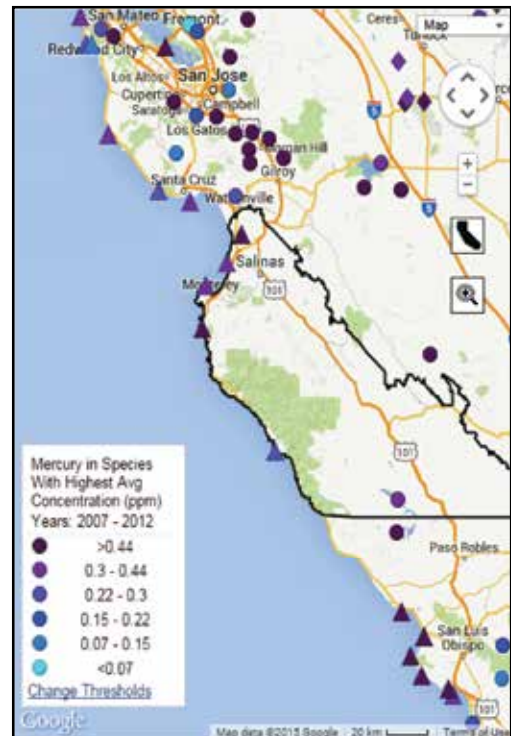 San Mateo
Fremont
Redwood City
Ceres
Map
Turlock
Los Altos
San Jose
Cupertino
Saratoga
Campbell
Los Gatos
Morgan Hill
Gilroy
5
Santa Cruz
Watsonville
5
Salinas
Monterey
101
101
Paso Robles
San Luis
Obispo
101
Mercury in Species
With Highest Avg
Concentration (ppm)
Years: 2007 - 2012
>0.44
0.3 - 0.44
0.22 - 0.3
0.15 - 0.22
0.07 - 0.15
<0.07
Change Thresholds
Google
Map data ©2015 Google
20 km
Terms of Use